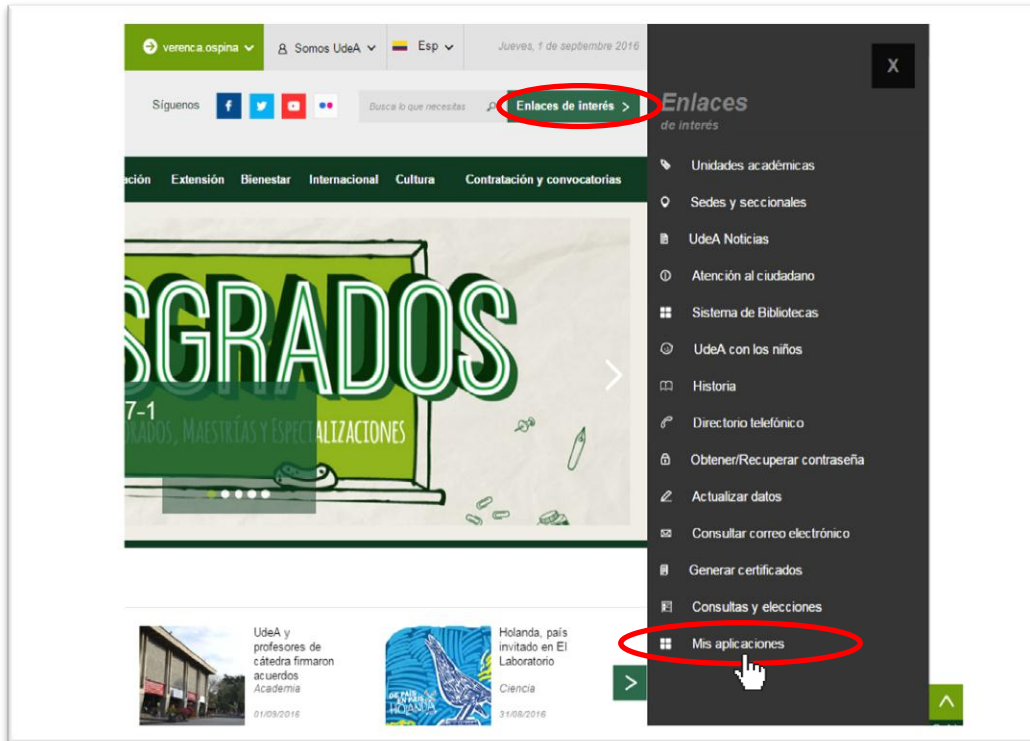 verenca.ospina
Somos UdeA
Esp
Jueves, 1 de septiembre 2016
X
Síguenos
Busca lo que necesitas
Enlaces de interés >
Enlaces
de interés
ación Extensión Bienestar Internacional Cultura Contratación y convocatorias
Unidades académicas
Sedes y seccionales
UdeA Noticias
Atención al ciudadano
Sistema de Bibliotecas
UdeA con los niños
Historia
Directorio telefónico
Obtener/Recuperar contraseña
Actualizar datos
Consultar correo electrónico
Generar certificados
Consultas y elecciones
Mis aplicaciones
SGRADOS
7-1
RADOS, MAESTRÍAS Y ESPECIALIZACIONES
UdeA y
profesores de
cátedra firmaron
acuerdos
Academia
01/09/2016
HOLANDA
Holanda, país
invitado en El
Laboratorio
Ciencia
31/08/2016